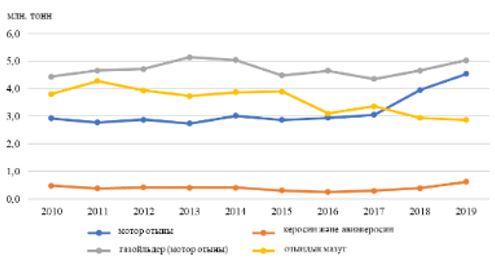 млн. тонн
6,0
5,0
4,0
3,0
2,0
1,0
0,0
2010 2011 2012 2013 2014 2015 2016 2017 2018 2019
мотор отыны керосин және авиакеросин
газойльдер (мотор отыны) отындық мазут